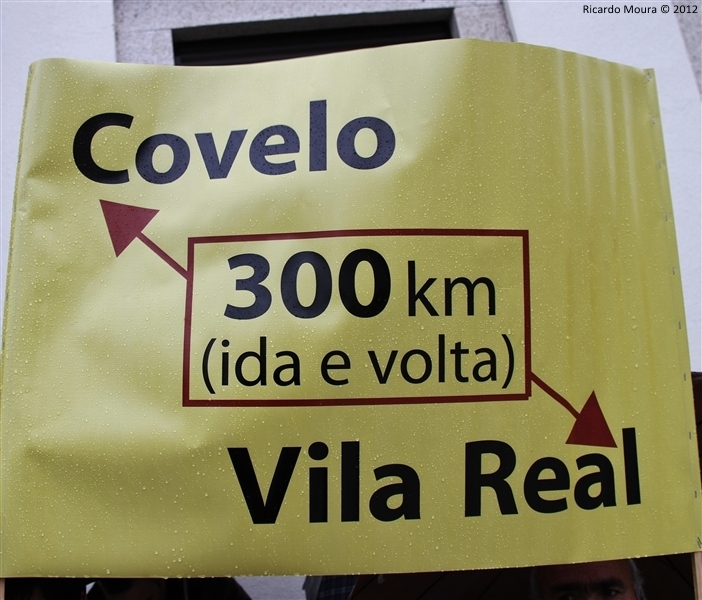 Ricardo Moura © 2012
Covelo
300 km
(ida e volta)
Vila Real